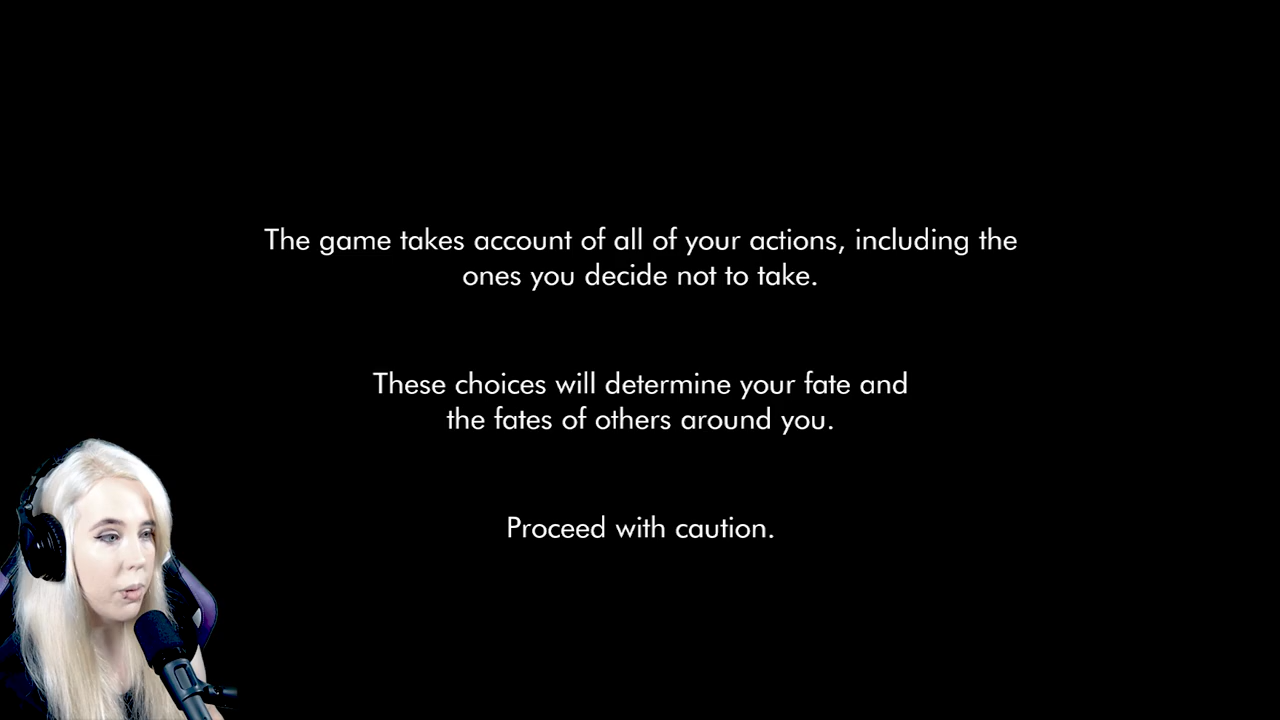 The game takes account of all of your actions, including the
ones you decide not to take.
These choices will determine your fate and
the fates of others around you.
Proceed with caution.